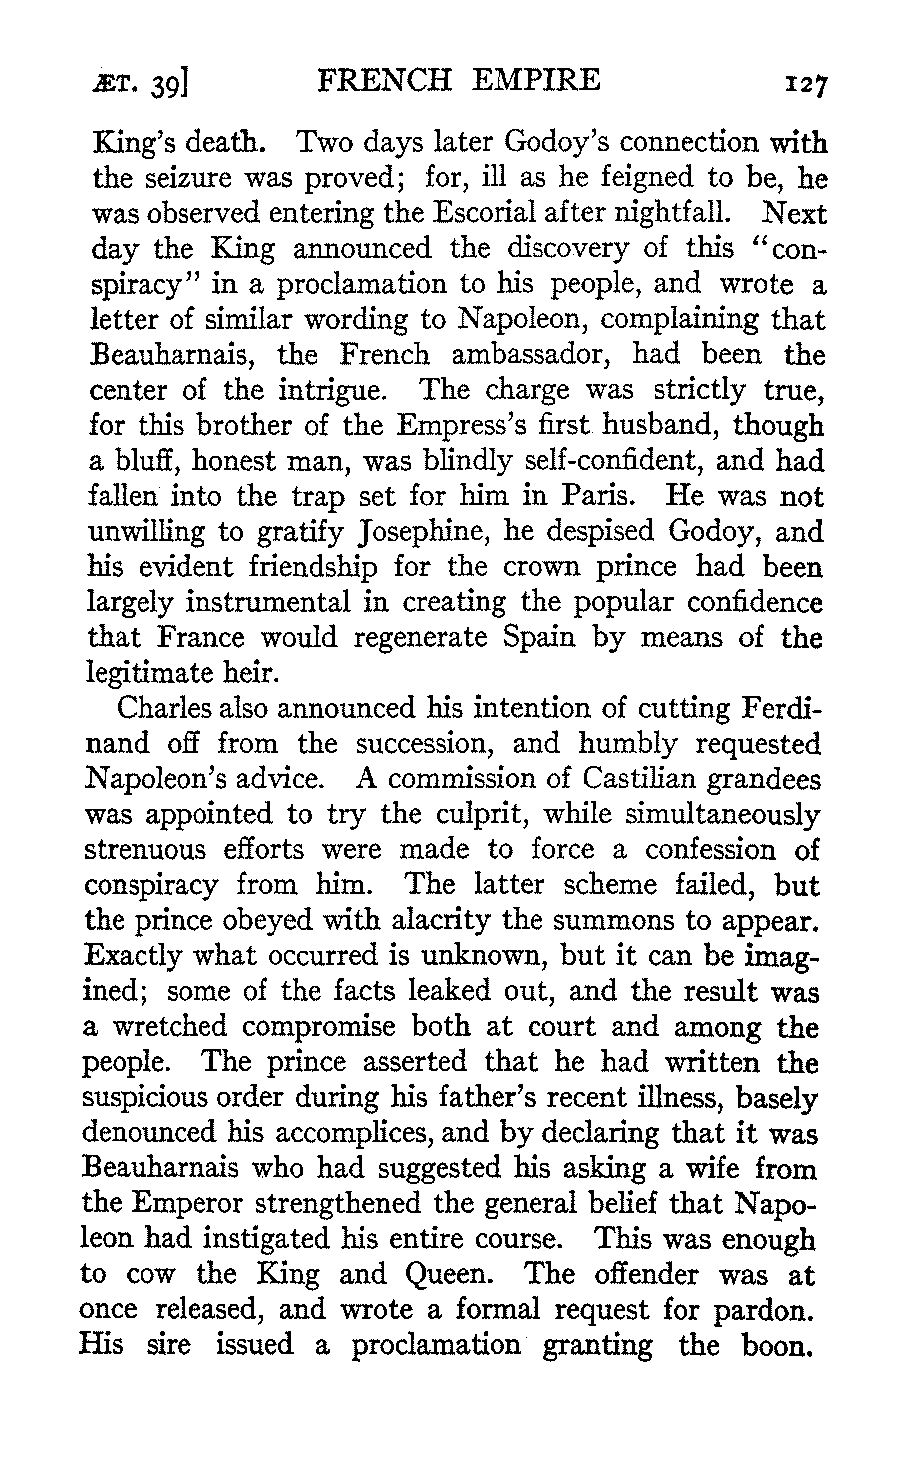 ÆT. 39] FRENCH EMPIRE 127
King's death. Two days later Godoy's connection with
the seizure was proved; for, ill as he feigned to be, he
was observed entering the Escorial after nightfall. Next
day the King announced the discovery of this "con-
spiracy" in a proclamation to his people, and wrote a
letter of similar wording to Napoleon, complaining that
Beauharnais, the French ambassador, had been the
center of the intrigue. The charge was strictly true,
for this brother of the Empress's first husband, though
a bluff, honest man, was blindly self-confident, and had
fallen into the trap set for him in Paris. He was not
unwilling to gratify Josephine, he despised Godoy, and
his evident friendship for the crown prince had been
largely instrumental in creating the popular confidence
that France would regenerate Spain by means of the
legitimate heir.
Charles also announced his intention of cutting Ferdi-
nand off from the succession, and humbly requested
Napoleon's advice. A commission of Castilian grandees
was appointed to try the culprit, while simultaneously
strenuous efforts were made to force a confession of
conspiracy from him. The latter scheme failed, but
the prince obeyed with alacrity the summons to appear.
Exactly what occurred is unknown, but it can be imag-
ined; some of the facts leaked out, and the result was
a wretched compromise both at court and among the
people. The prince asserted that he had written the
suspicious order during his father's recent illness, basely
denounced his accomplices, and by declaring that it was
Beauharnais who had suggested his asking a wife from
the Emperor strengthened the general belief that Napo-
leon had instigated his entire course. This was enough
to cow the King and Queen. The offender was at
once released, and wrote a formal request for pardon.
His sire issued a proclamation granting the boon.